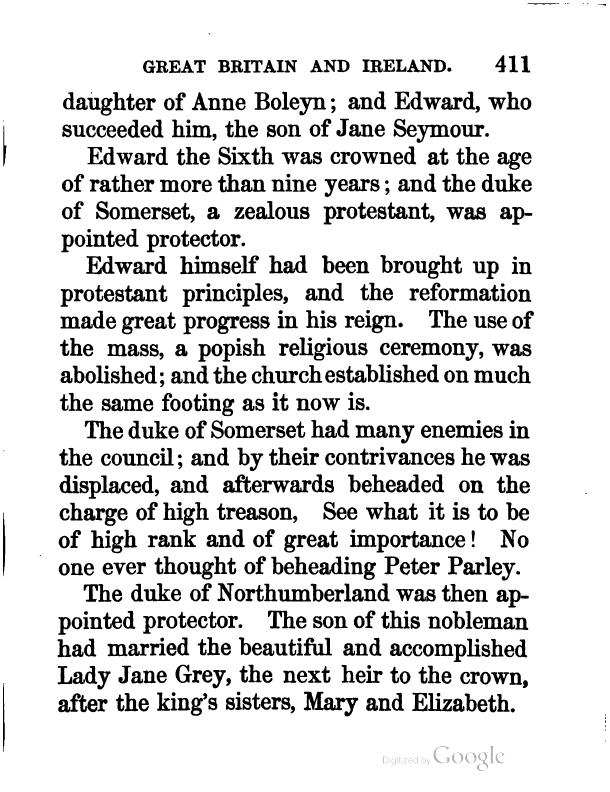 GREAT BRITAIN AND IRELAND. 411
daughter of Anne Boleyn; and Edward, who
succeeded him, the son of Jane Seymour.
Edward the Sixth was crowned at the age
of rather more than nine years; and the duke
of Somerset, a zealous protestant, was ap-
pointed protector.
Edward himself had been brought up in
protestant principles, and the reformation
made great progress in his reign. The use of
the mass, a popish religious ceremony, was
abolished; and the church established on much
the same footing as it now is.
The duke of Somerset had many enemies in
the council; and by their contrivances he was
displaced, and afterwards beheaded on the
charge of high treason, See what it is to be
of high rank and of great importance! No
one ever thought of beheading Peter Parley.
The duke of Northumberland was then ap-
pointed protector. The son of this nobleman
had married the beautiful and accomplished
Lady Jane Grey, the next heir to the crown,
after the king's sisters, Mary and Elizabeth.
Digitized by Google